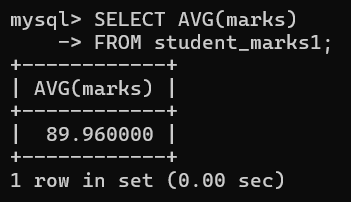 mysql> SELECT AVG(marks)
    -> FROM student_marks1;
+------------+
| AVG(marks) |
+------------+
|  89.960000 |
+------------+
1 row in set (0.00 sec)